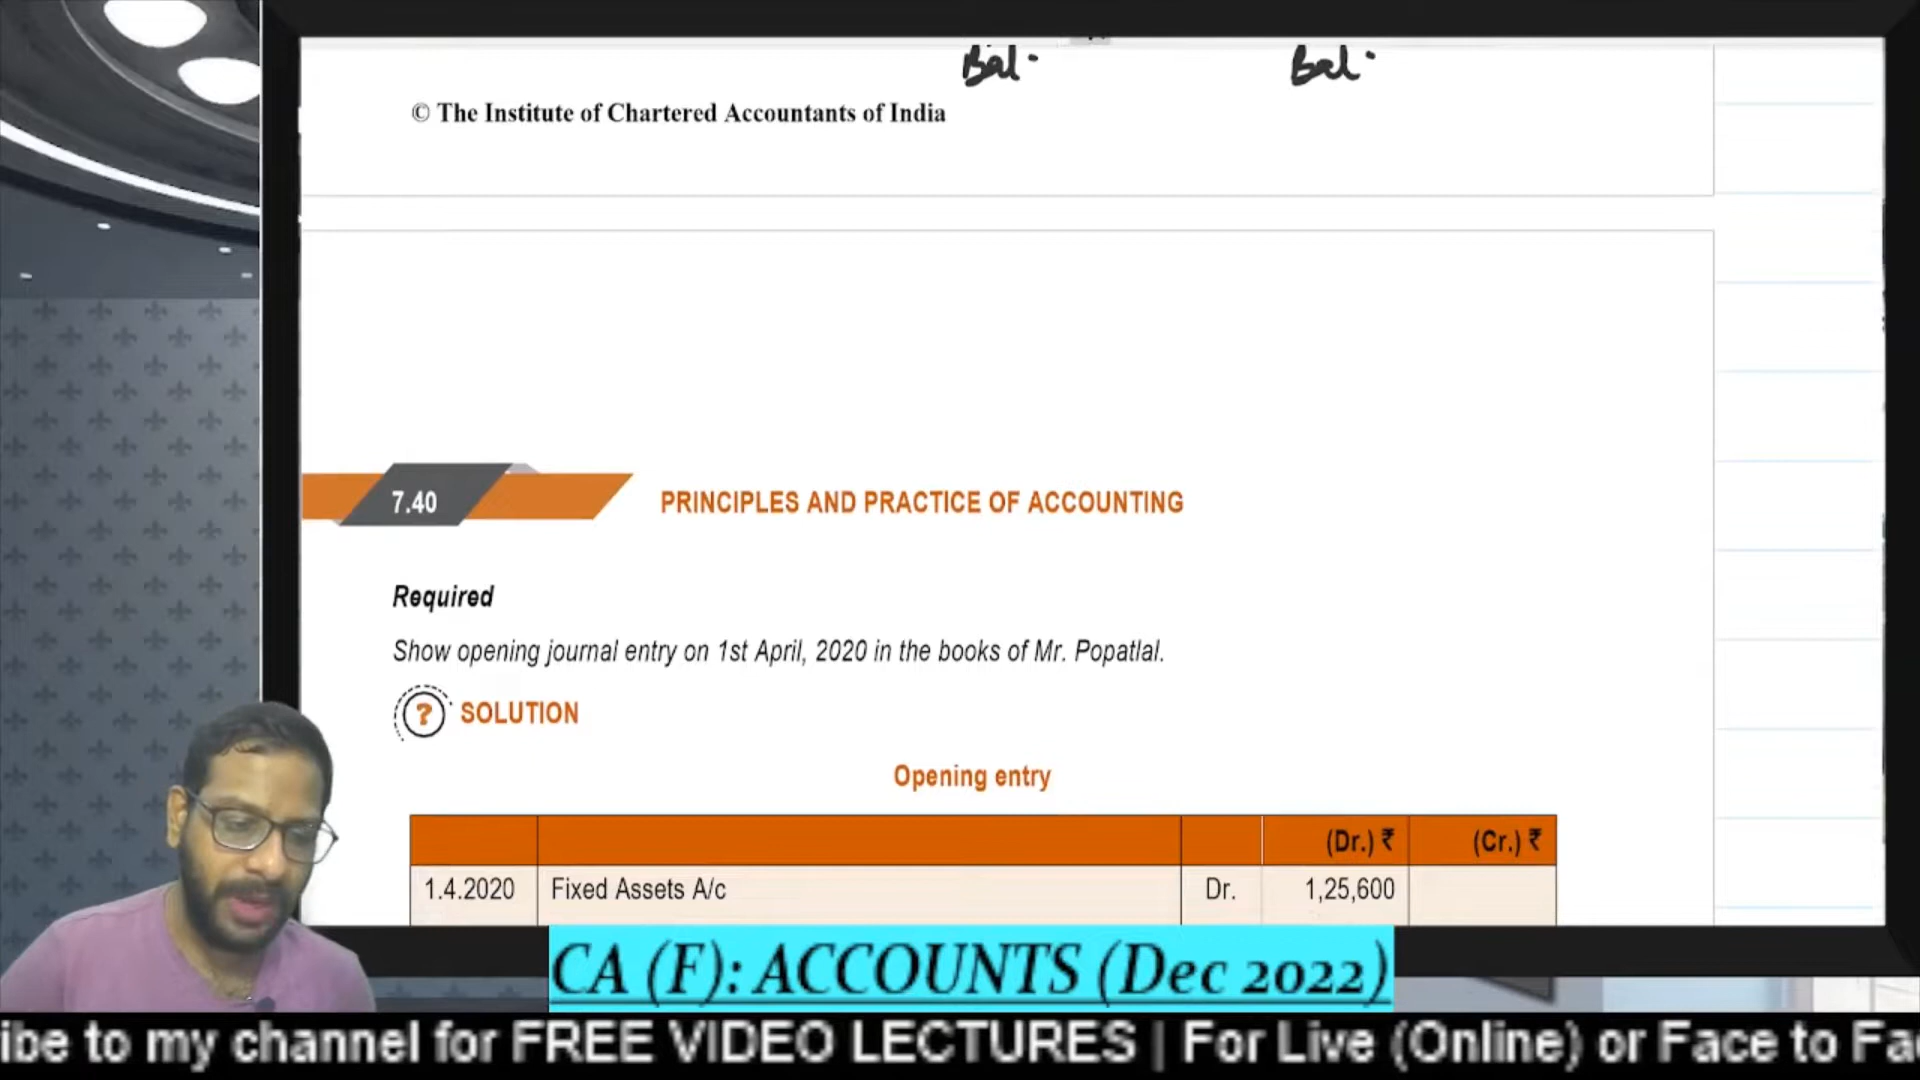 Bal. Bal.
© The Institute of Chartered Accountants of India
7.40 PRINCIPLES AND PRACTICE OF ACCOUNTING
Required
Show opening journal entry on 1st April, 2020 in the books of Mr. Popatlal.
? SOLUTION
Opening entry
(Dr.) ₹ (Cr.) ₹
1.4.2020 Fixed Assets A/c Dr. 1,25,600
CA (F): ACCOUNTS (Dec 2022)
to my channel for FREE VIDEO LECTURES | For Live (Online) or Face to